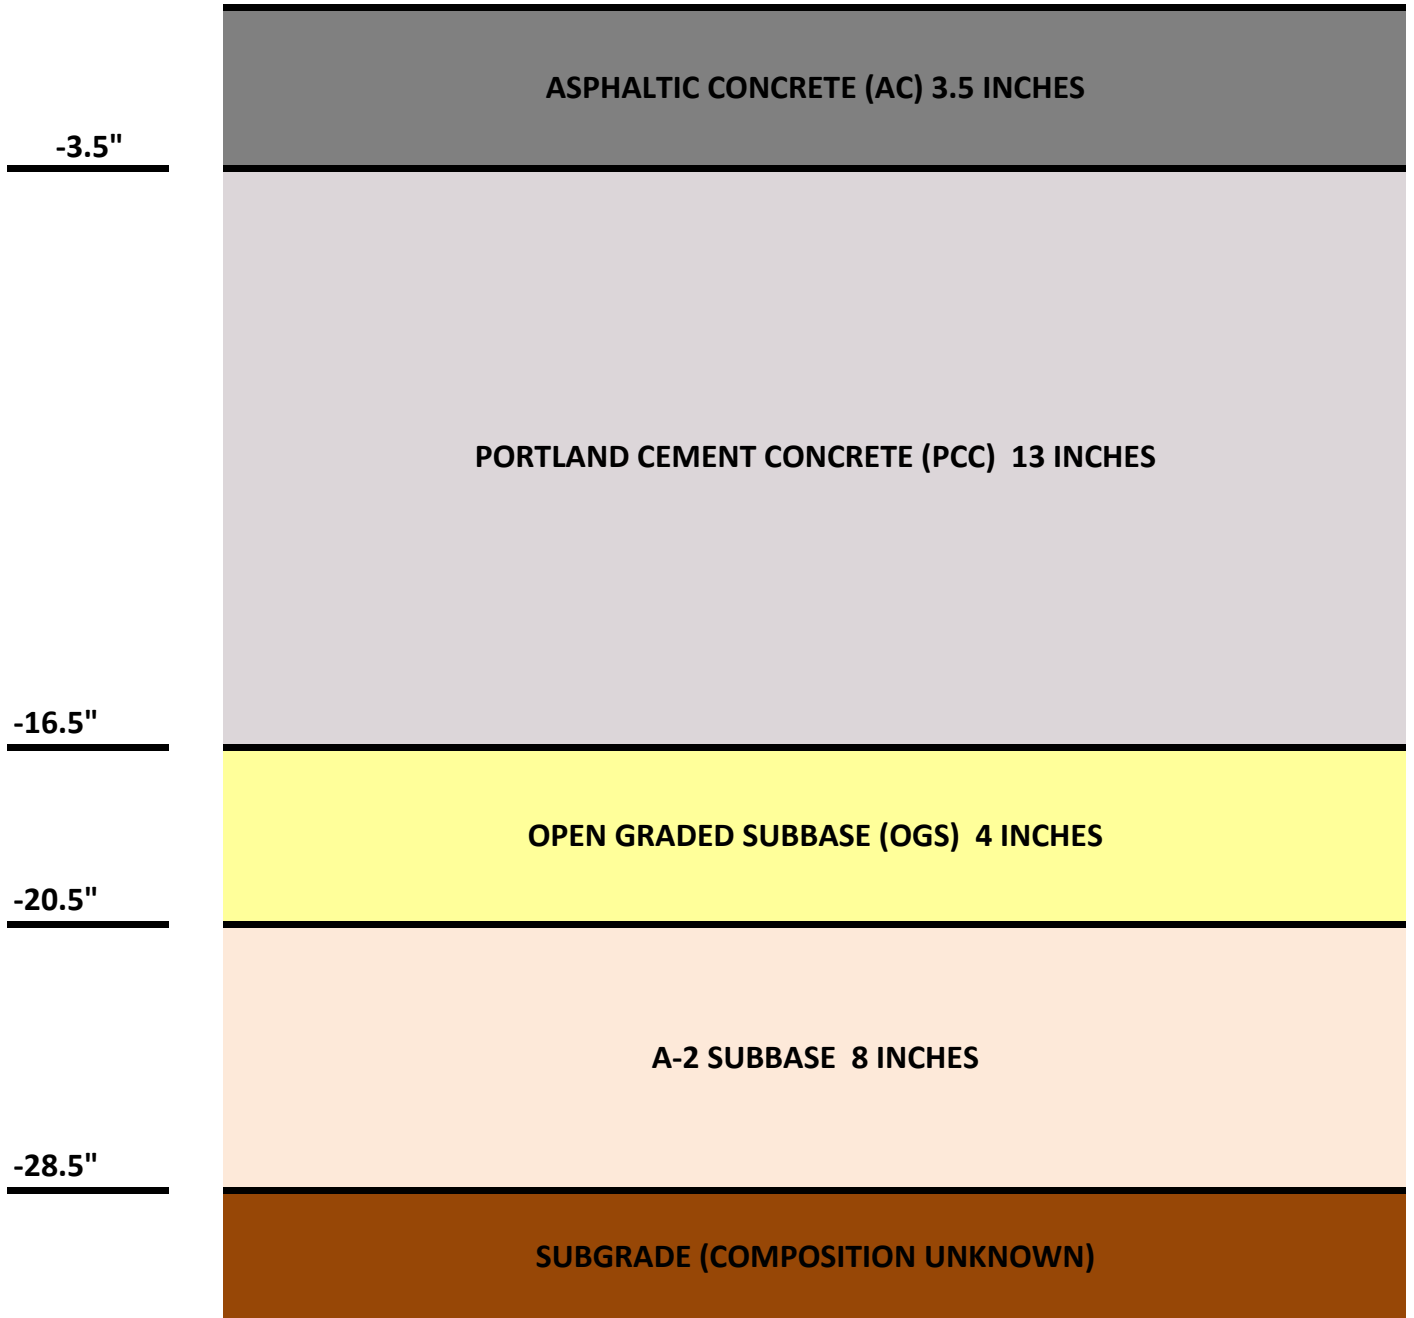 ASPHALTIC CONCRETE (AC) 3.5 INCHES
-3.5"
PORTLAND CEMENT CONCRETE (PCC)  13 INCHES
-16.5"
OPEN GRADED SUBBASE (OGS)  4 INCHES
-20.5"
A-2 SUBBASE  8 INCHES
-28.5"
SUBGRADE (COMPOSITION UNKNOWN)